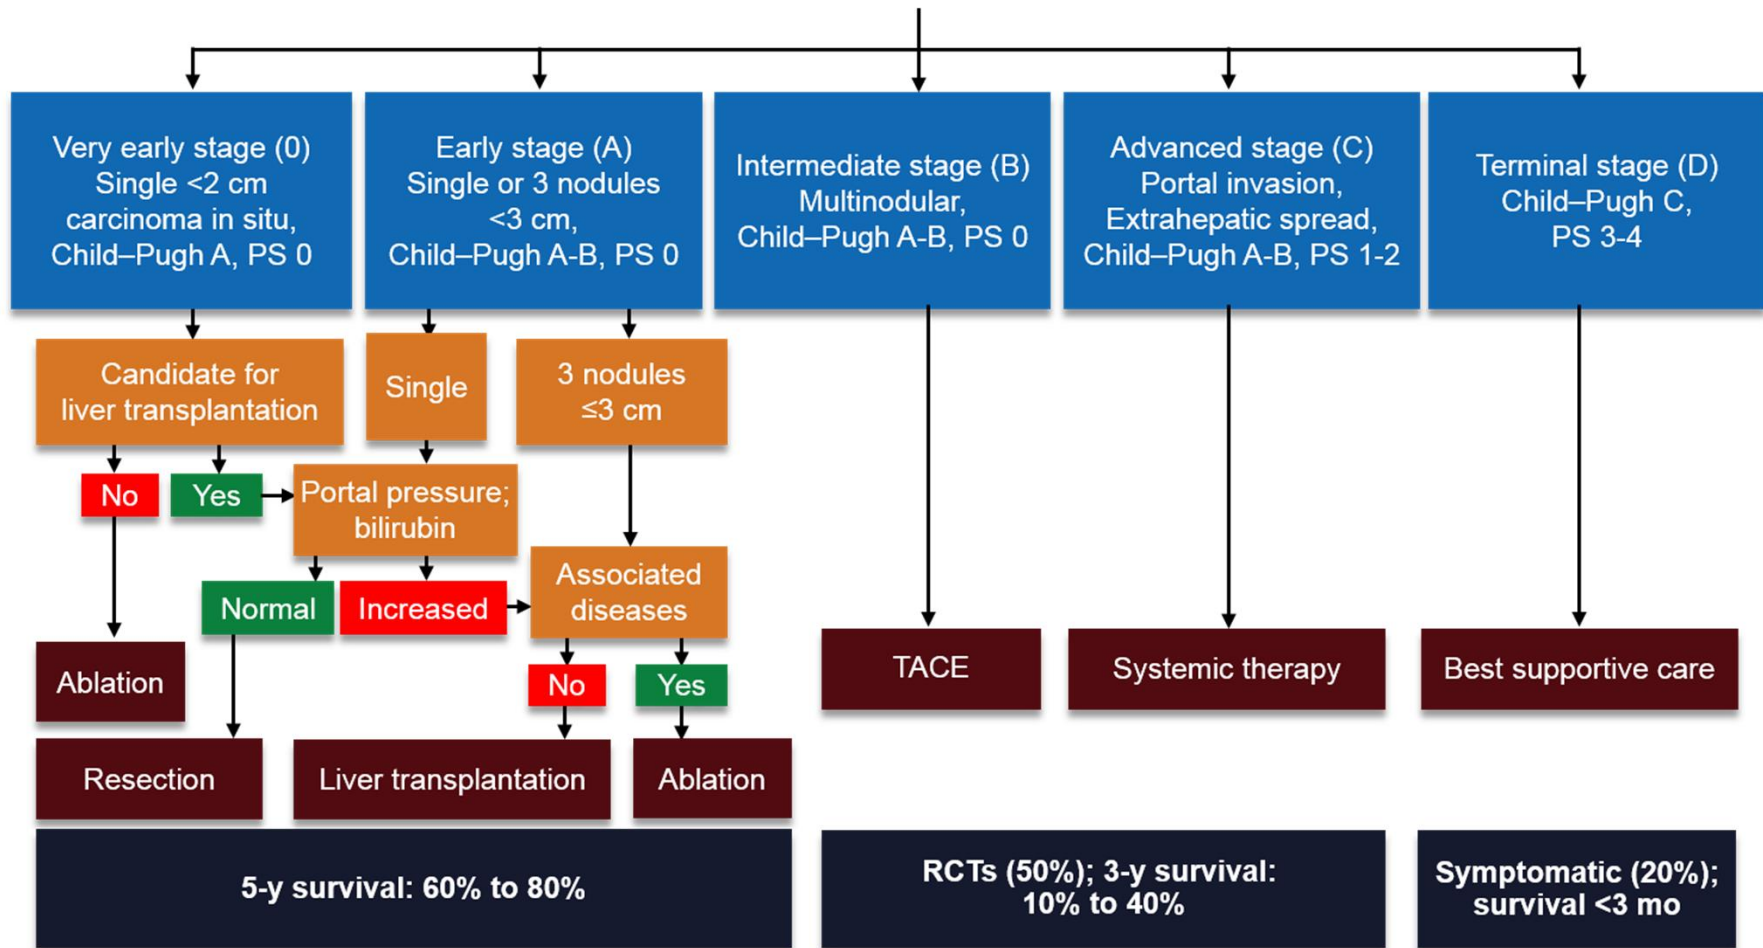 Very early stage (0)
Single <2 cm
carcinoma in situ,
Child–Pugh A, PS 0
Early stage (A)
Single or 3 nodules
<3 cm,
Child–Pugh A-B, PS 0
Intermediate stage (B)
Multinodular,
Child–Pugh A-B, PS 0
Advanced stage (C)
Portal invasion,
Extrahepatic spread,
Child–Pugh A-B, PS 1-2
Terminal stage (D)
Child–Pugh C,
PS 3-4
Candidate for
liver transplantation
Single
3 nodules
≤3 cm
No
Yes
Portal pressure;
bilirubin
Normal
Increased
Associated
diseases
No
Yes
Ablation
Resection
Liver transplantation
Ablation
TACE
Systemic therapy
Best supportive care
5-y survival: 60% to 80%
RCTs (50%); 3-y survival:
10% to 40%
Symptomatic (20%);
survival <3 mo